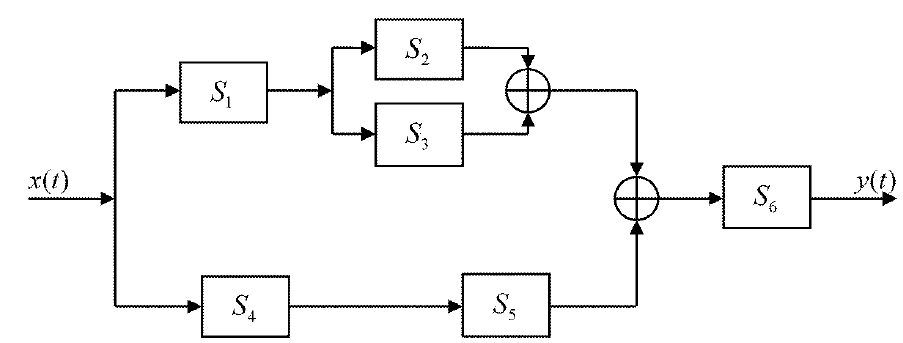 S₂
S₁
S₃
x(t)
y(t)
S₆
S₄
S₅